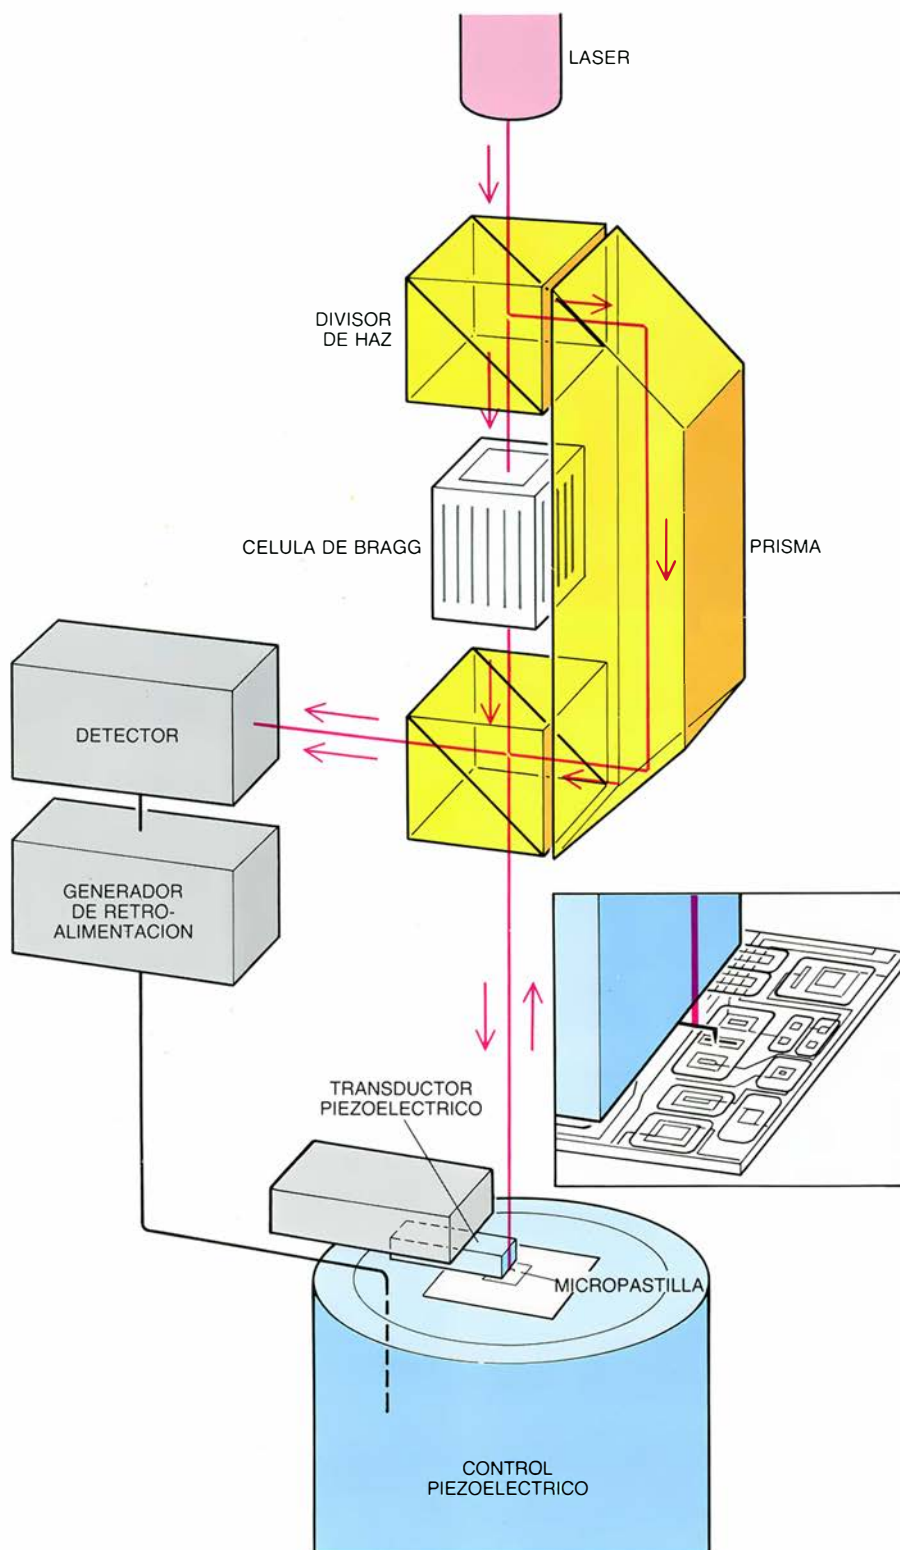 LASER
DIVISOR
DE HAZ
CELULA DE BRAGG
PRISMA
DETECTOR
GENERADOR
DE RETRO-
ALIMENTACION
TRANSDUCTOR
PIEZOELECTRICO
MICROPASTILLA
CONTROL
PIEZOELECTRICO